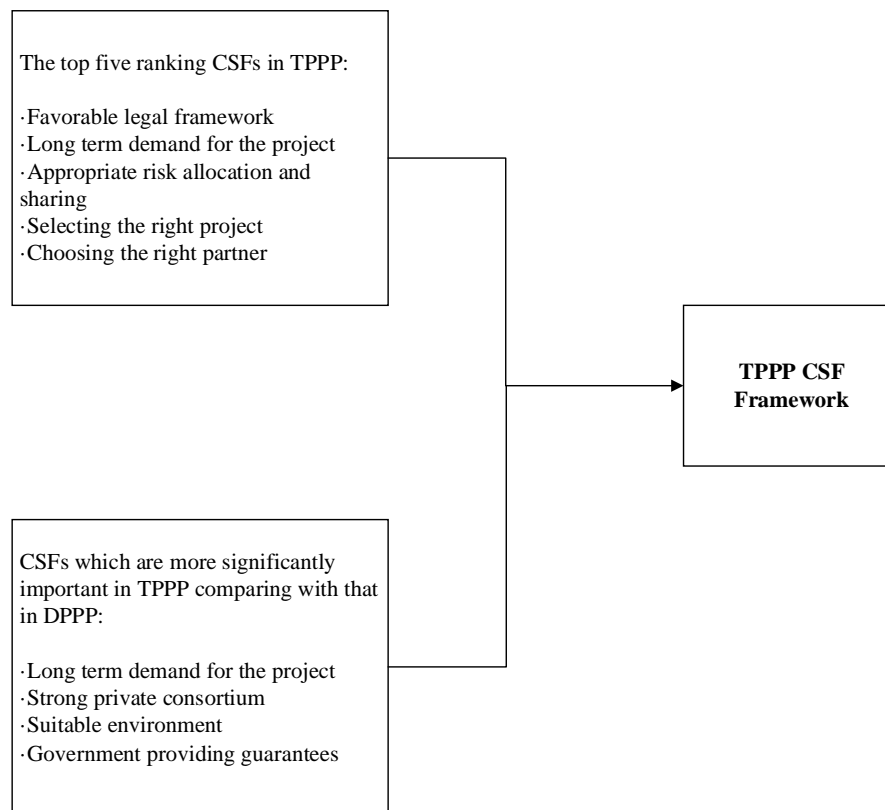 The top five ranking CSFs in TPPP:
·Favorable legal framework
·Long term demand for the project
·Appropriate risk allocation and
sharing
·Selecting the right project
·Choosing the right partner
TPPP CSF
Framework
CSFs which are more significantly
important in TPPP comparing with that
in DPPP:
·Long term demand for the project
·Strong private consortium
·Suitable environment
·Government providing guarantees